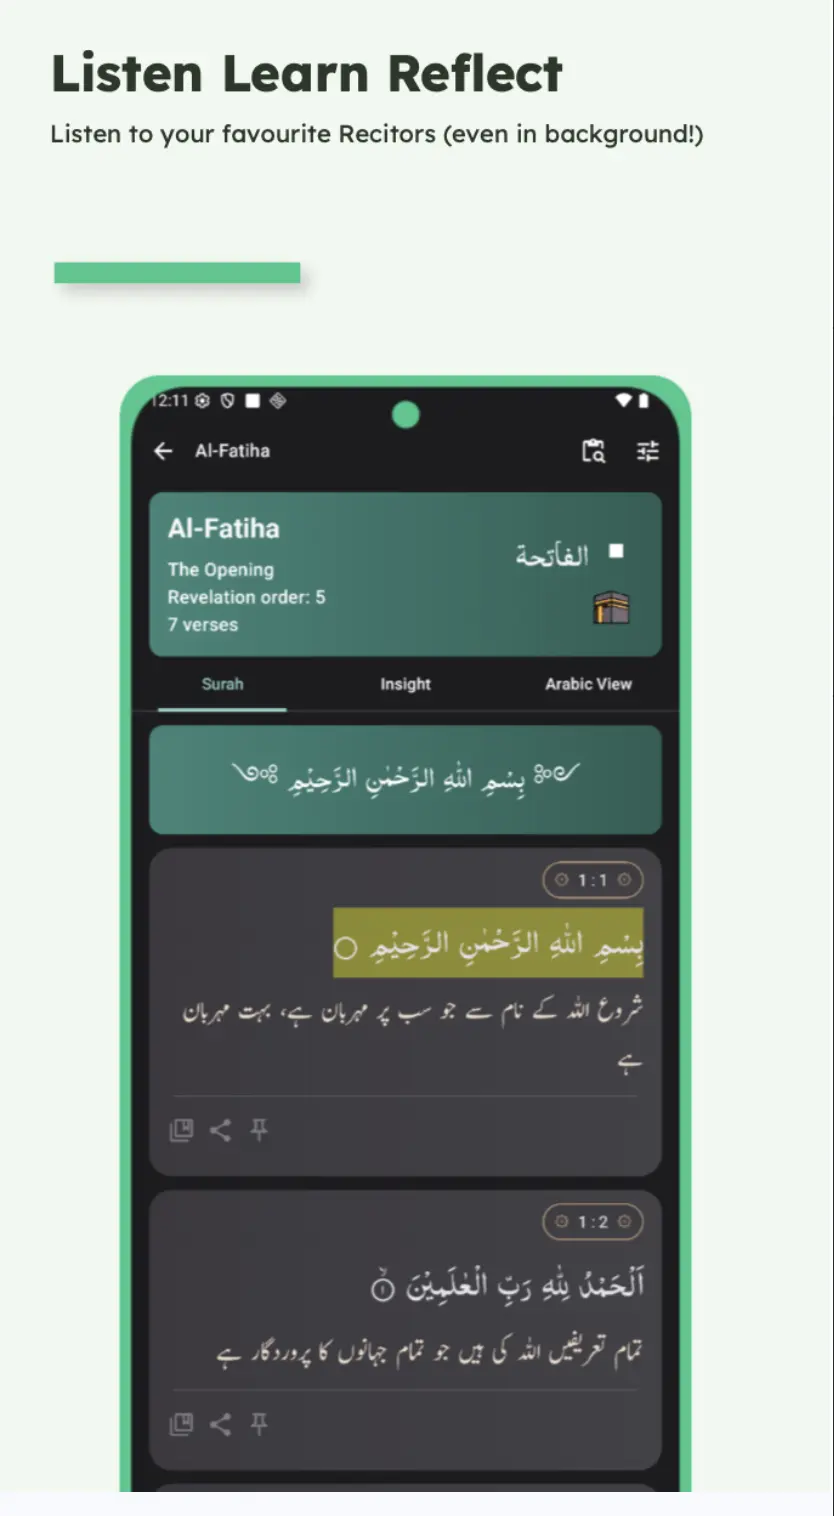 Listen Learn Reflect
Listen to your favourite Recitors (even in background!)
12:11
Al-Fatiha
Al-Fatiha
The Opening
Revelation order: 5
7 verses
الفاتحة
Surah
Insight
Arabic View
بِسْمِ اللّٰهِ الرَّحْمٰنِ الرَّحِيْمِ
1:1
بِسْمِ اللّٰهِ الرَّحْمٰنِ الرَّحِيْمِ
شروع اللہ کے نام سے جو سب پر مہربان ہے، بہت مہربان
ہے
1:2
اَلْحَمْدُ لِلّٰهِ رَبِّ الْعٰلَمِيْنَ ۙ۝۱
تمام تعریفیں اللہ کی ہیں جو تمام جہانوں کا پروردگار ہے